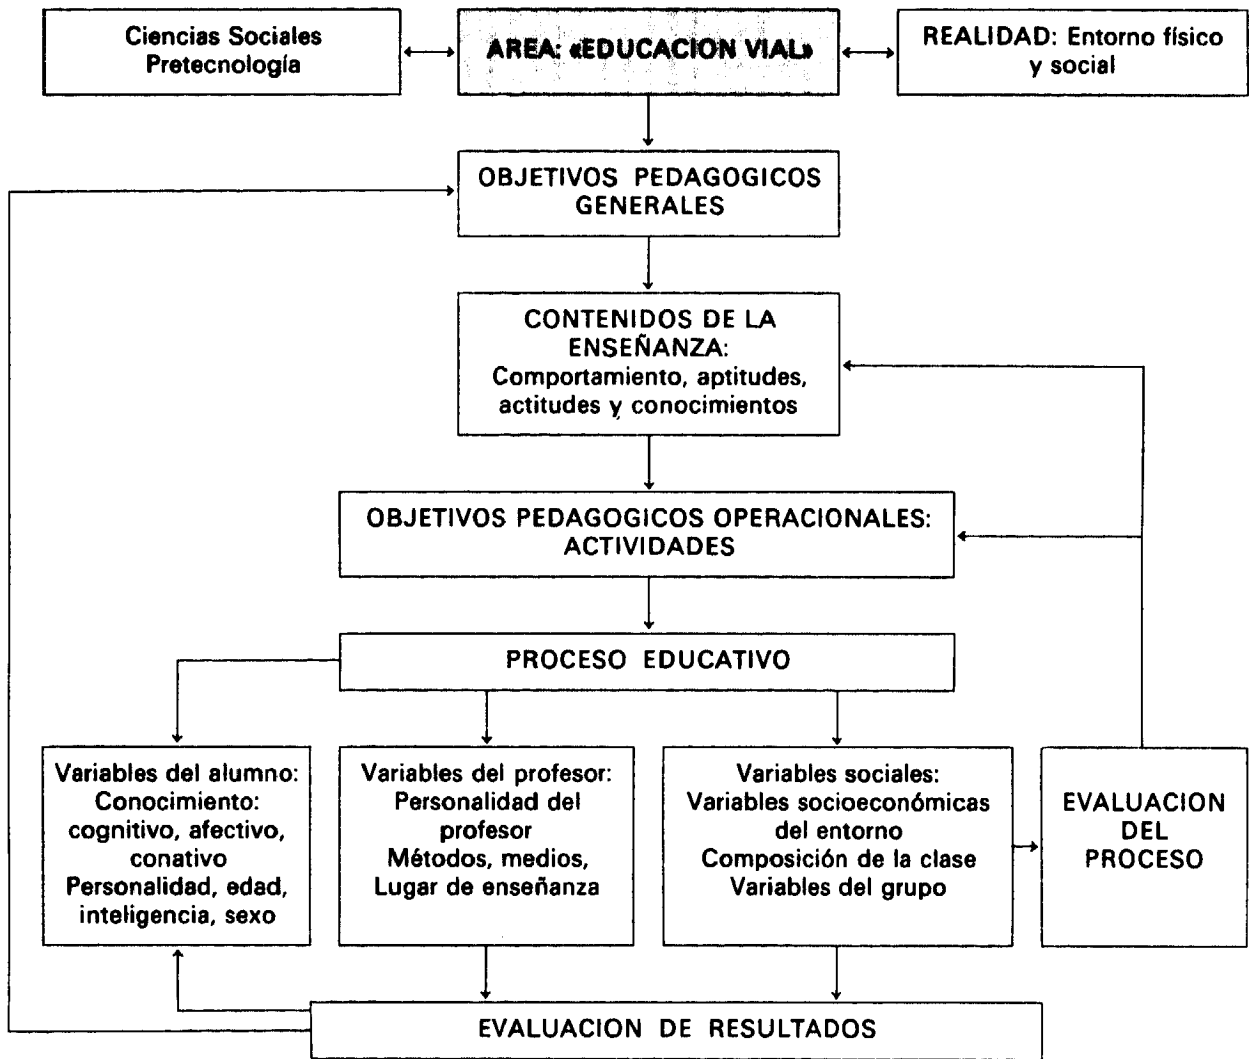 Ciencias Sociales
Pretecnología
AREA: «EDUCACION VIAL»
REALIDAD: Entorno físico
y social
OBJETIVOS PEDAGOGICOS
GENERALES
CONTENIDOS DE LA
ENSEÑANZA:
Comportamiento, aptitudes,
actitudes y conocimientos
OBJETIVOS PEDAGOGICOS OPERACIONALES:
ACTIVIDADES
PROCESO EDUCATIVO
Variables del alumno:
Conocimiento:
cognitivo, afectivo,
conativo
Personalidad, edad,
inteligencia, sexo
Variables del profesor:
Personalidad del
profesor
Métodos, medios,
Lugar de enseñanza
Variables sociales:
Variables socioeconómicas
del entorno
Composición de la clase
Variables del grupo
EVALUACION
DEL
PROCESO
EVALUACION DE RESULTADOS